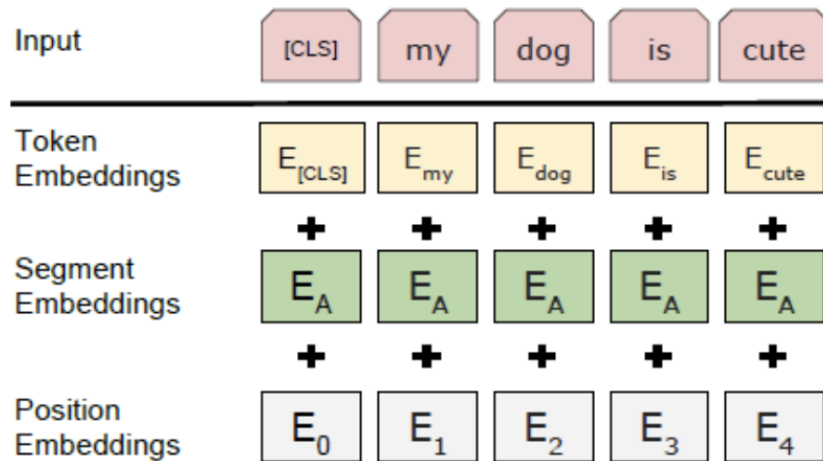 Input [CLS] my dog is cute
Token
Embeddings
E[CLS] Emy Edog Eis Ecute
+ + + + +
Segment
Embeddings
EA EA EA EA EA
+ + + + +
Position
Embeddings
E0 E1 E2 E3 E4